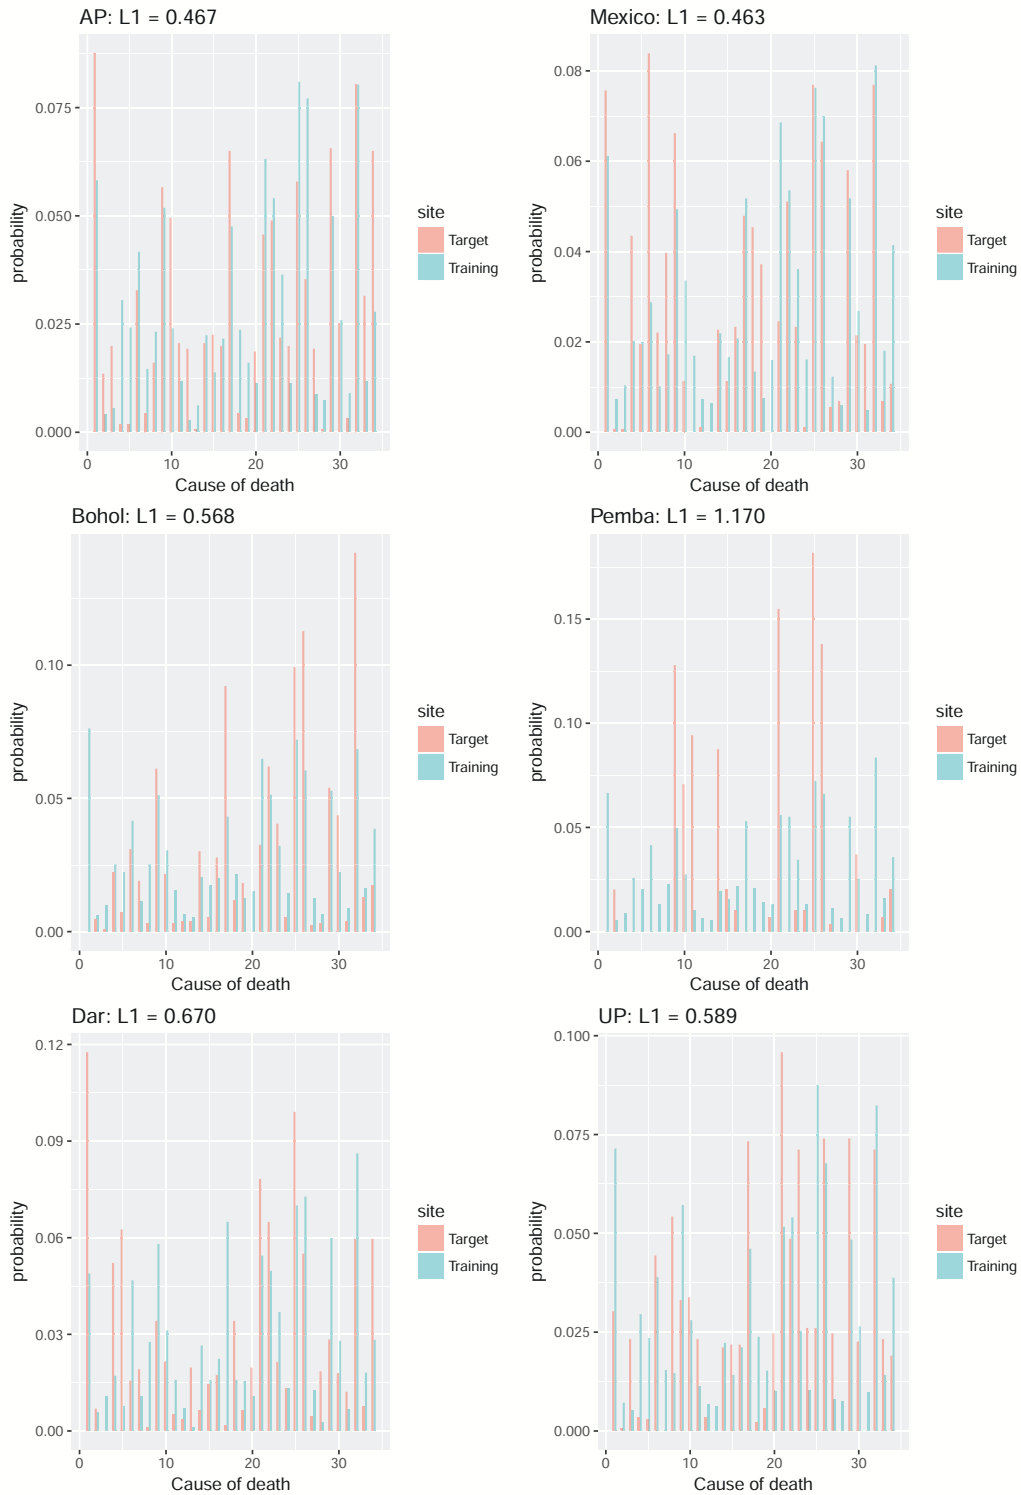 AP: L1 = 0.467
probability
0.075
0.050
0.025
0.000
0 10 20 30
Cause of death
site
Target
Training
Mexico: L1 = 0.463
probability
0.08
0.06
0.04
0.02
0.00
0 10 20 30
Cause of death
site
Target
Training
Bohol: L1 = 0.568
probability
0.10
0.05
0.00
0 10 20 30
Cause of death
site
Target
Training
Pemba: L1 = 1.170
probability
0.15
0.10
0.05
0.00
0 10 20 30
Cause of death
site
Target
Training
Dar: L1 = 0.670
probability
0.12
0.09
0.06
0.03
0.00
0 10 20 30
Cause of death
site
Target
Training
UP: L1 = 0.589
probability
0.100
0.075
0.050
0.025
0.000
0 10 20 30
Cause of death
site
Target
Training